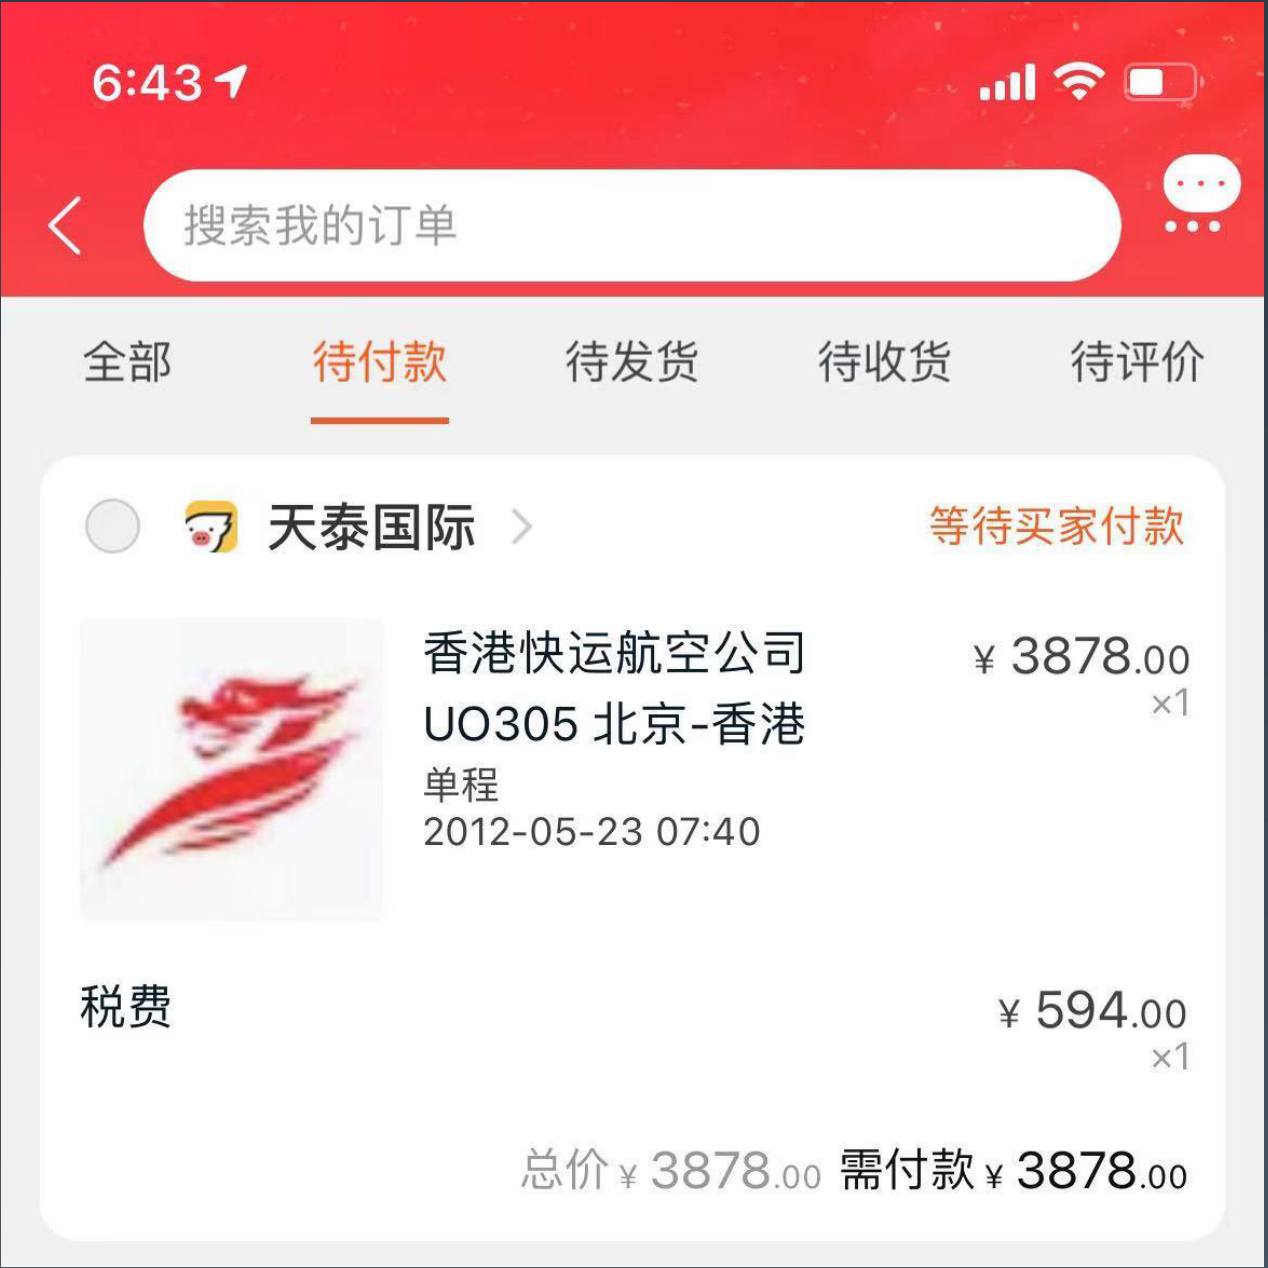 6:43
搜索我的订单
全部 待付款 待发货 待收货 待评价
天泰国际 等待买家付款
香港快运航空公司 ¥ 3878.00
×1
UO305 北京-香港
单程
2012-05-23 07:40
税费 ¥ 594.00
×1
总价 ¥ 3878.00 需付款 ¥ 3878.00